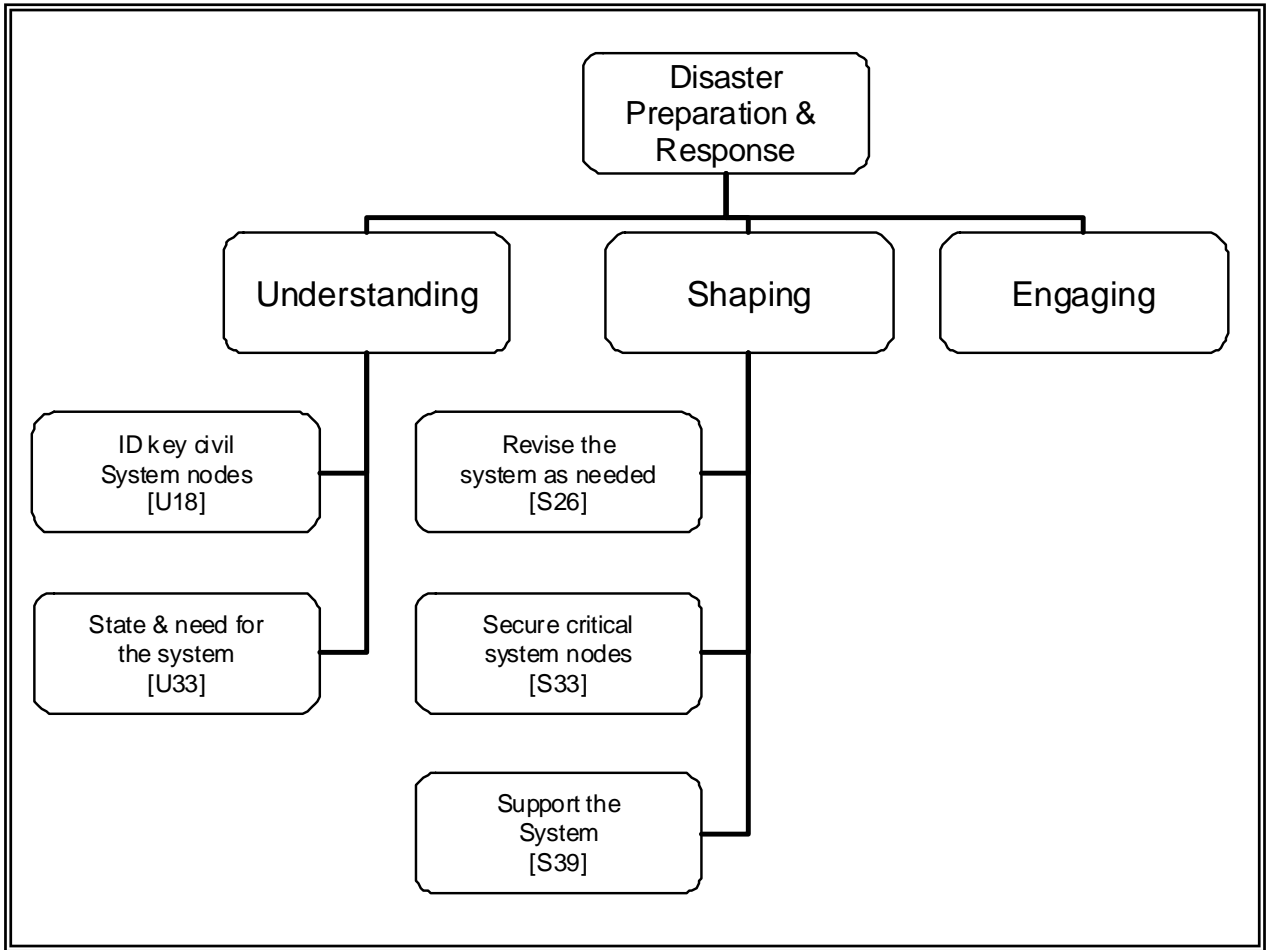 Disaster
Preparation &
Response
Understanding
Shaping
Engaging
ID key civil
System nodes
[U18]
Revise the
system as needed
[S26]
State & need for
the system
[U33]
Secure critical
system nodes
[S33]
Support the
System
[S39]